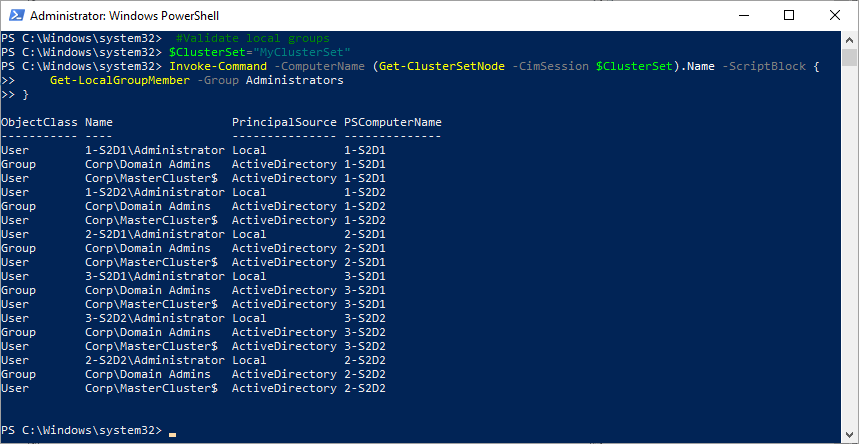 Administrator: Windows PowerShell
PS C:\Windows\system32>  #Validate local groups
PS C:\Windows\system32> $ClusterSet="MyClusterSet"
PS C:\Windows\system32> Invoke-Command -ComputerName (Get-ClusterSetNode -CimSession $ClusterSet).Name -ScriptBlock {
>>     Get-LocalGroupMember -Group Administrators
>> }
ObjectClass Name                 PrincipalSource PSComputerName
----------- ----                 --------------- --------------
User        1-S2D1\Administrator Local           1-S2D1
Group       Corp\Domain Admins   ActiveDirectory 1-S2D1
User        Corp\MasterCluster$  ActiveDirectory 1-S2D1
User        1-S2D2\Administrator Local           1-S2D2
Group       Corp\Domain Admins   ActiveDirectory 1-S2D2
User        Corp\MasterCluster$  ActiveDirectory 1-S2D2
User        2-S2D1\Administrator Local           2-S2D1
Group       Corp\Domain Admins   ActiveDirectory 2-S2D1
User        Corp\MasterCluster$  ActiveDirectory 2-S2D1
User        3-S2D1\Administrator Local           3-S2D1
Group       Corp\Domain Admins   ActiveDirectory 3-S2D1
User        Corp\MasterCluster$  ActiveDirectory 3-S2D1
User        3-S2D2\Administrator Local           3-S2D2
Group       Corp\Domain Admins   ActiveDirectory 3-S2D2
User        Corp\MasterCluster$  ActiveDirectory 3-S2D2
User        2-S2D2\Administrator Local           2-S2D2
Group       Corp\Domain Admins   ActiveDirectory 2-S2D2
User        Corp\MasterCluster$  ActiveDirectory 2-S2D2
PS C:\Windows\system32> _